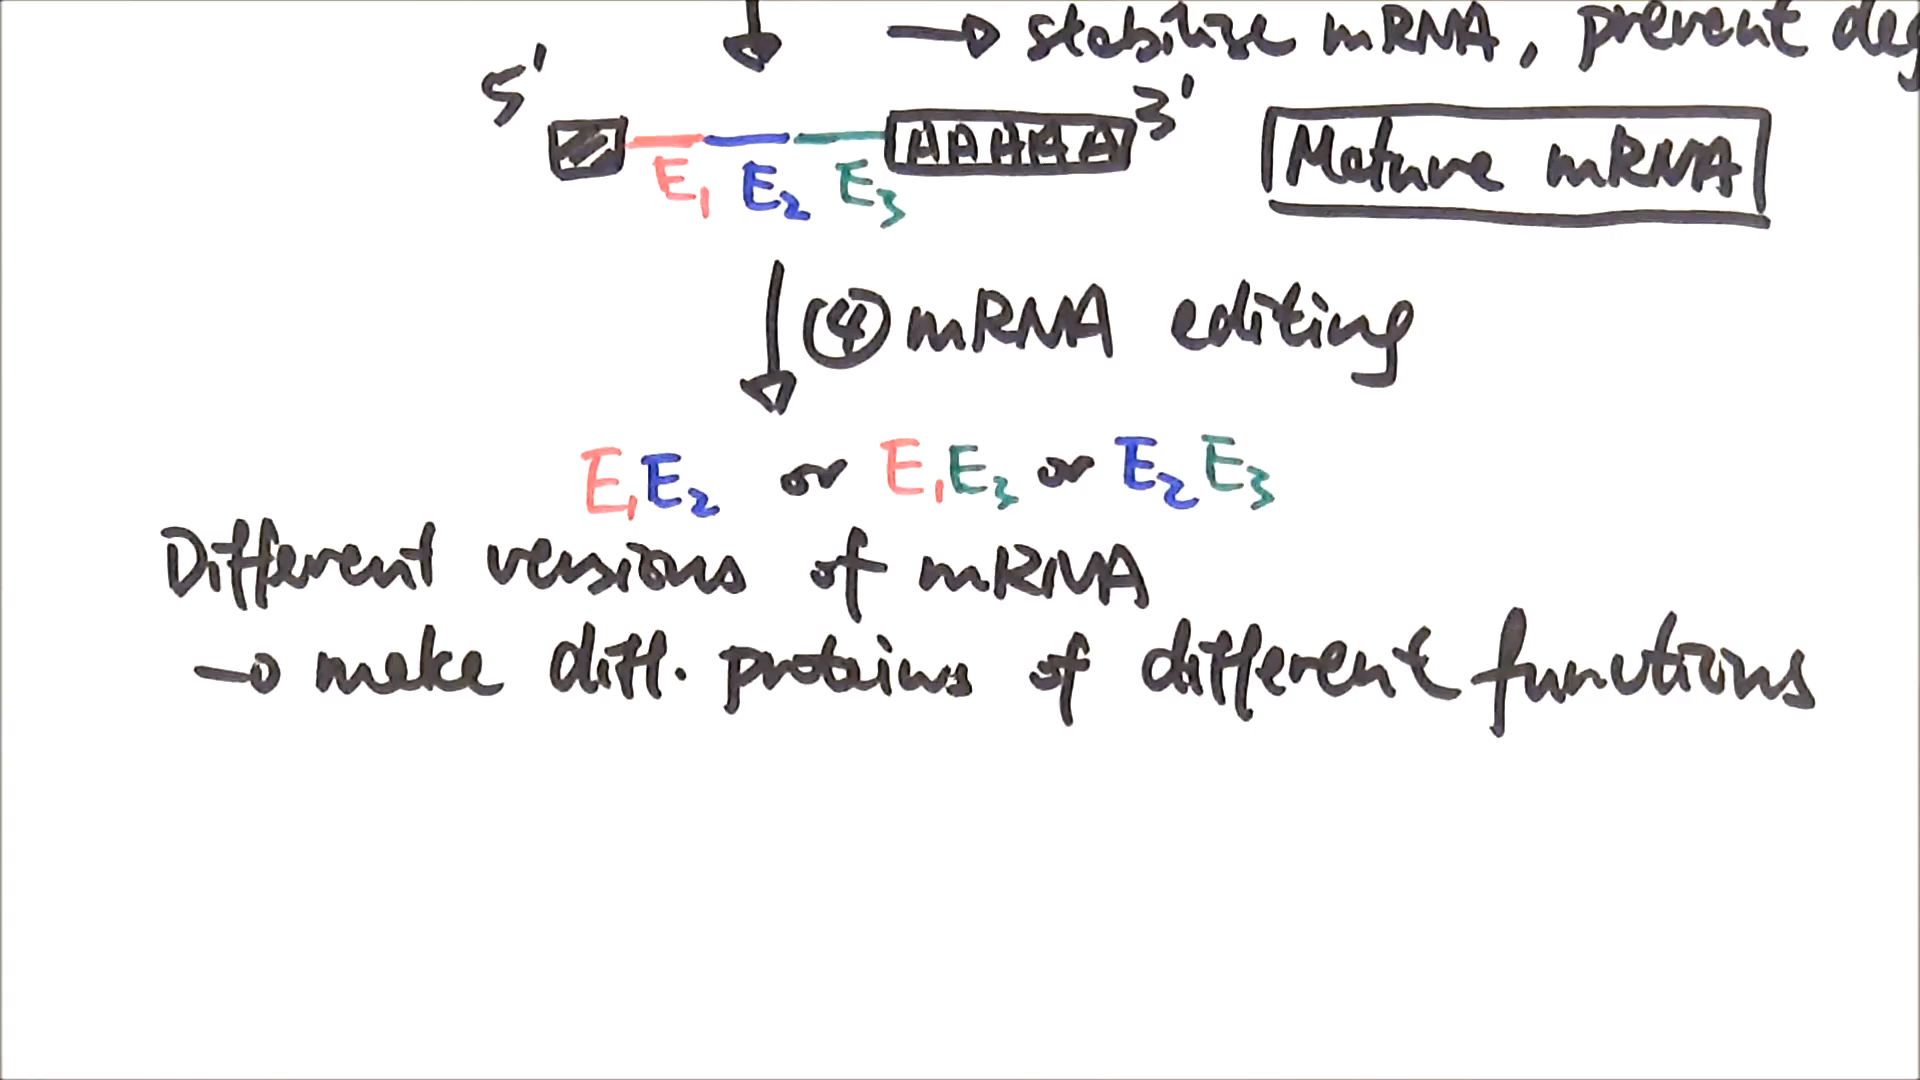 → stabilize mRNA, prevent deg
5' AAAAA 3'
E₁ E₂ E₃
Mature mRNA
④ mRNA editing
E₁E₂ or E₁E₃ or E₂E₃
Different versions of mRNA
→ make diff. proteins of different functions